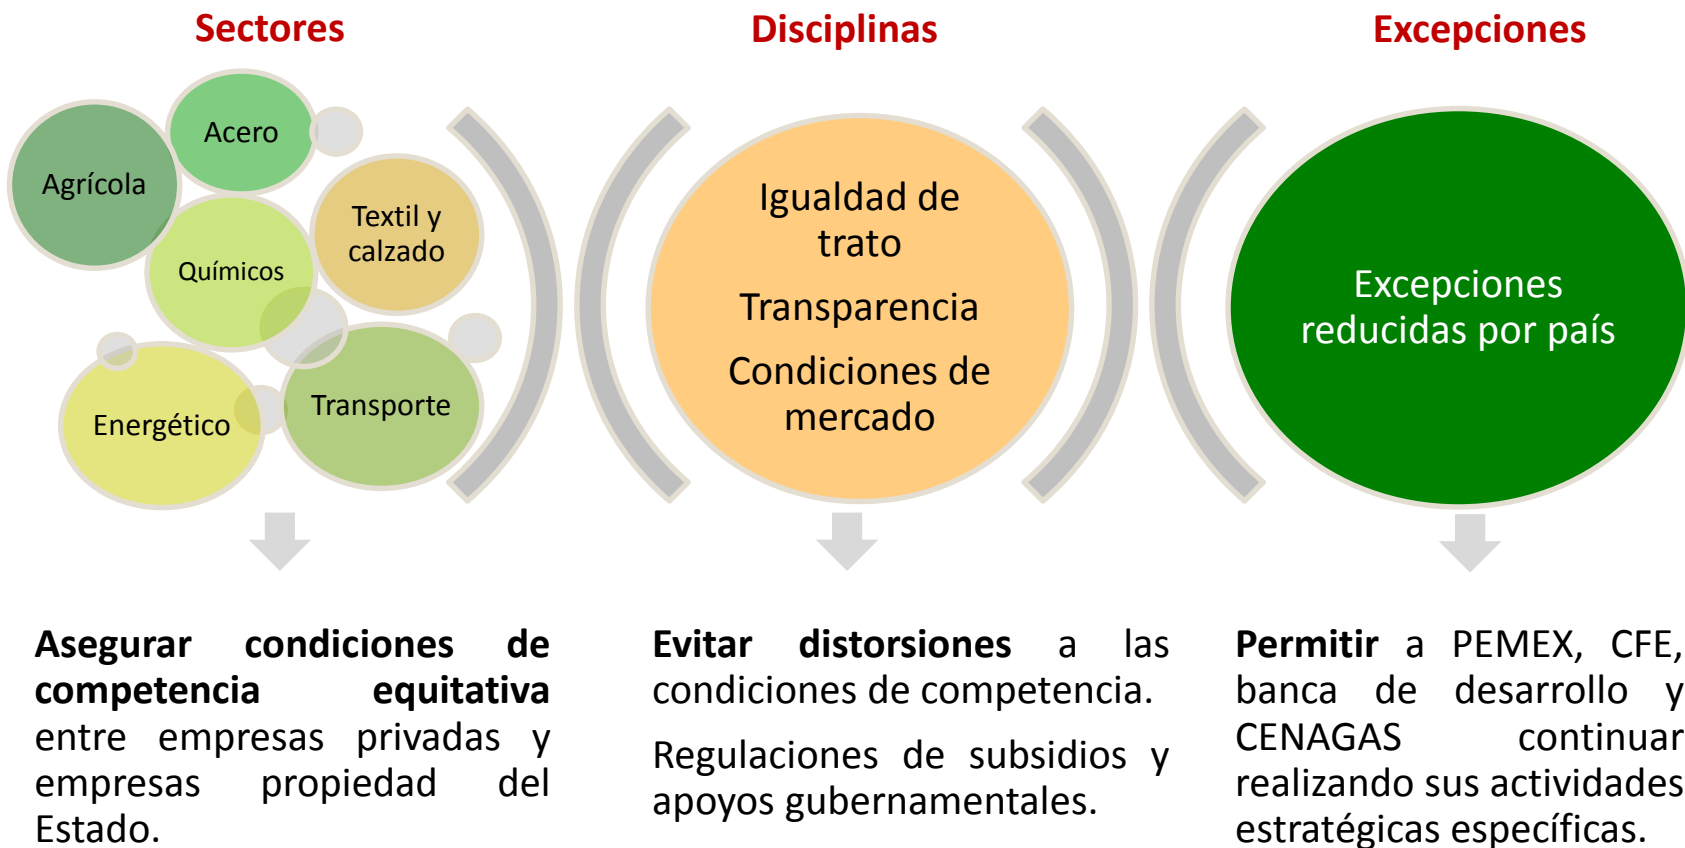 Sectores
Acero
Agrícola
Textil y
calzado
Químicos
Transporte
Energético
Asegurar condiciones de
competencia equitativa
entre empresas privadas y
empresas propiedad del
Estado.
Disciplinas
Igualdad de
trato
Transparencia
Condiciones de
mercado
Evitar distorsiones a las
condiciones de competencia.
Regulaciones de subsidios y
apoyos gubernamentales.
Excepciones
Excepciones
reducidas por país
Permitir a PEMEX, CFE,
banca de desarrollo y
CENAGAS continuar
realizando sus actividades
estratégicas específicas.